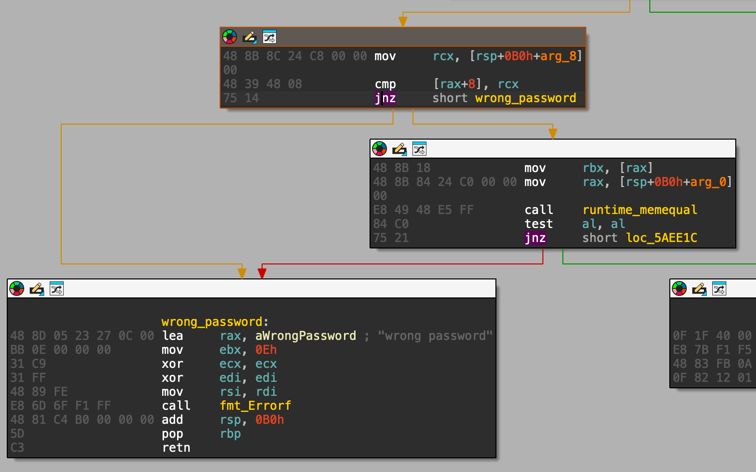 48 8B 8C 24 C8 00 00 mov rcx, [rsp+0B0h+arg_8]
00
48 39 48 08 cmp [rax+8], rcx
75 14 jnz short wrong_password
48 8B 18 mov rbx, [rax]
48 8B 84 24 C0 00 00 mov rax, [rsp+0B0h+arg_0]
00
E8 49 48 E5 FF call runtime_memequal
84 C0 test al, al
75 21 jnz short loc_5AEE1C
wrong_password:
48 8D 05 23 27 0C 00 lea rax, aWrongPassword ; "wrong password"
BB 0E 00 00 00 mov ebx, 0Eh
31 C9 xor ecx, ecx
31 FF xor edi, edi
48 89 FE mov rsi, rdi
E8 6D 6F F1 FF call fmt_Errorf
48 81 C4 B0 00 00 00 add rsp, 0B0h
5D pop rbp
C3 retn
0F 1F 40 00
E8 7B F1 F5
48 83 FB 0A
0F 82 12 01